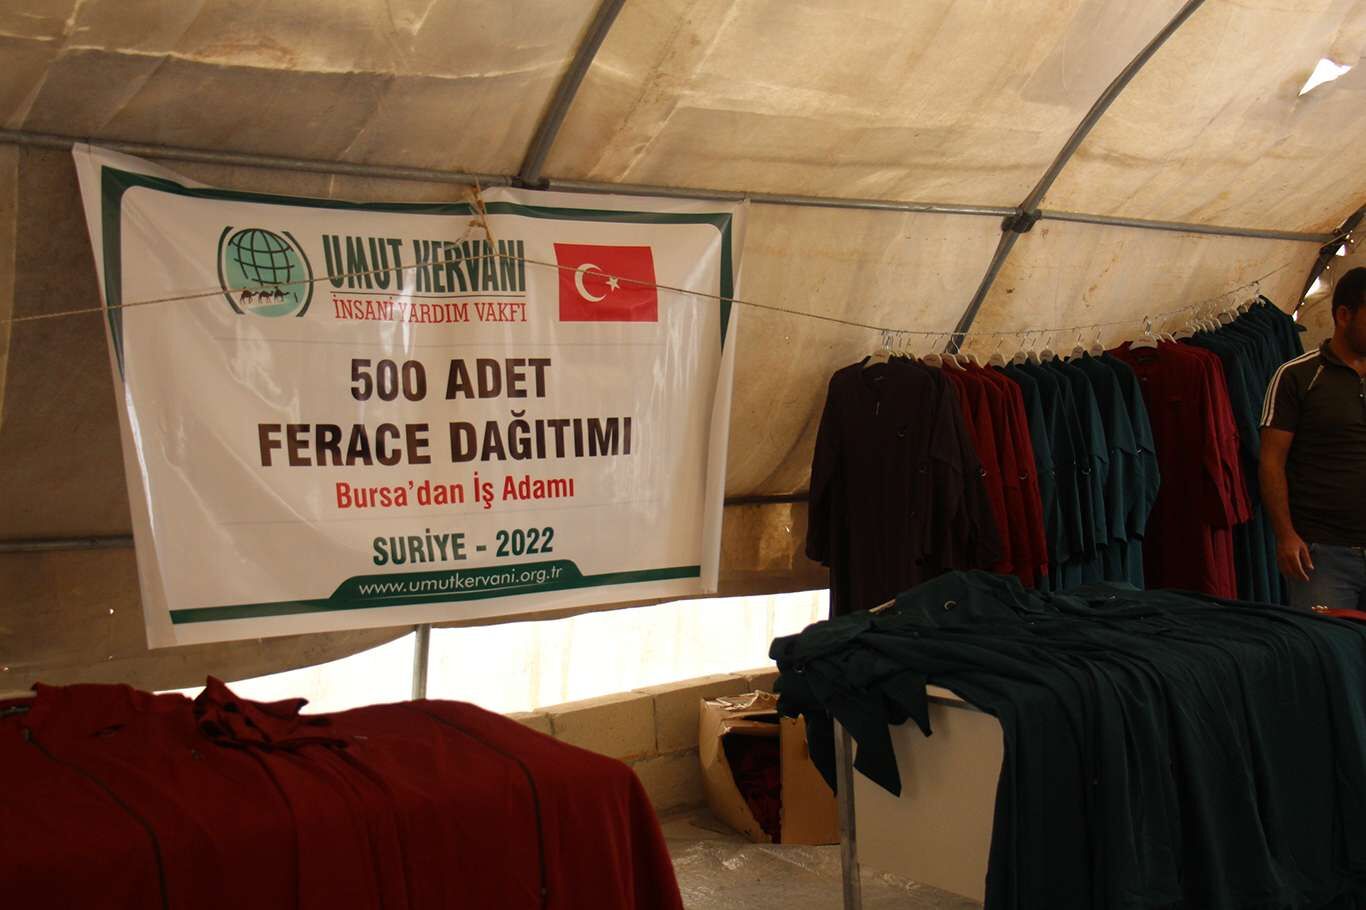 UMUT KERVANI
İNSANİ YARDIM VAKFI
500 ADET
FERACE DAĞITIMI
Bursa'dan İş Adamı
SURİYE - 2022
www.umutkervani.org.tr